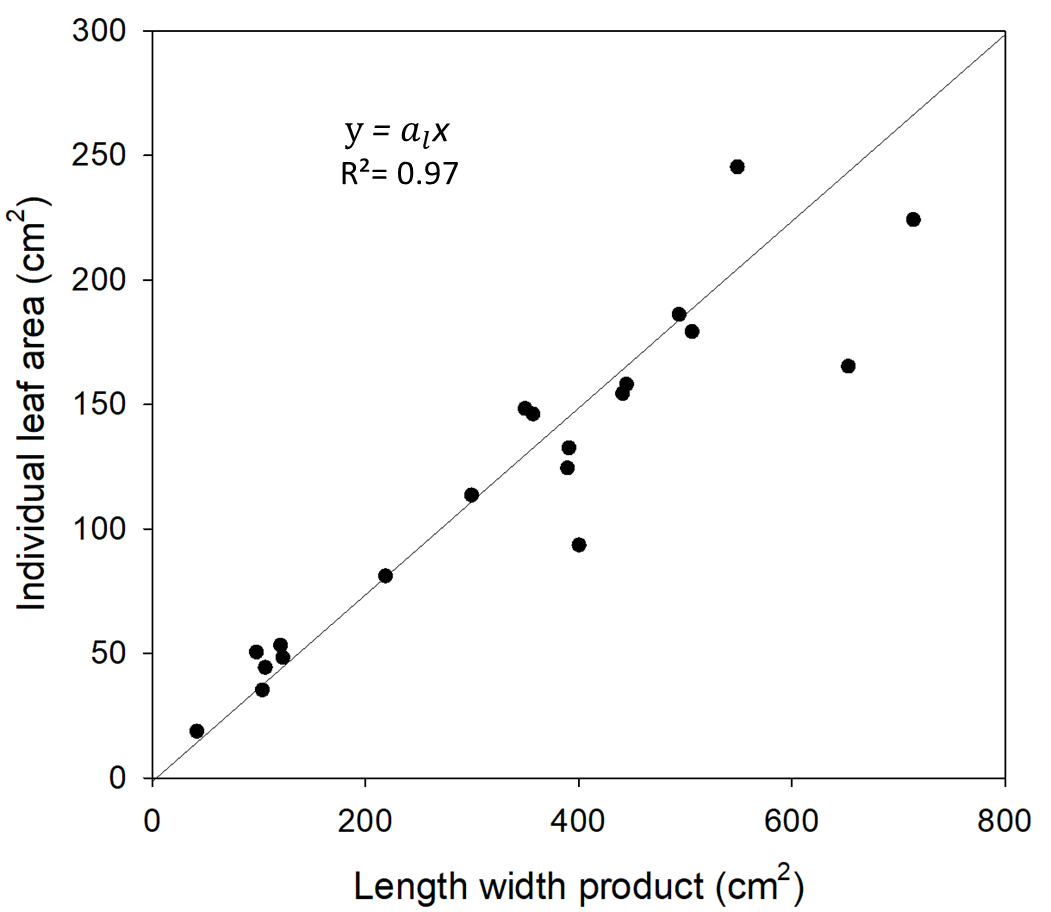 300
250
200
150
100
50
0
y = aₗx
R²= 0.97
Individual leaf area (cm²)
0 200 400 600 800
Length width product (cm²)